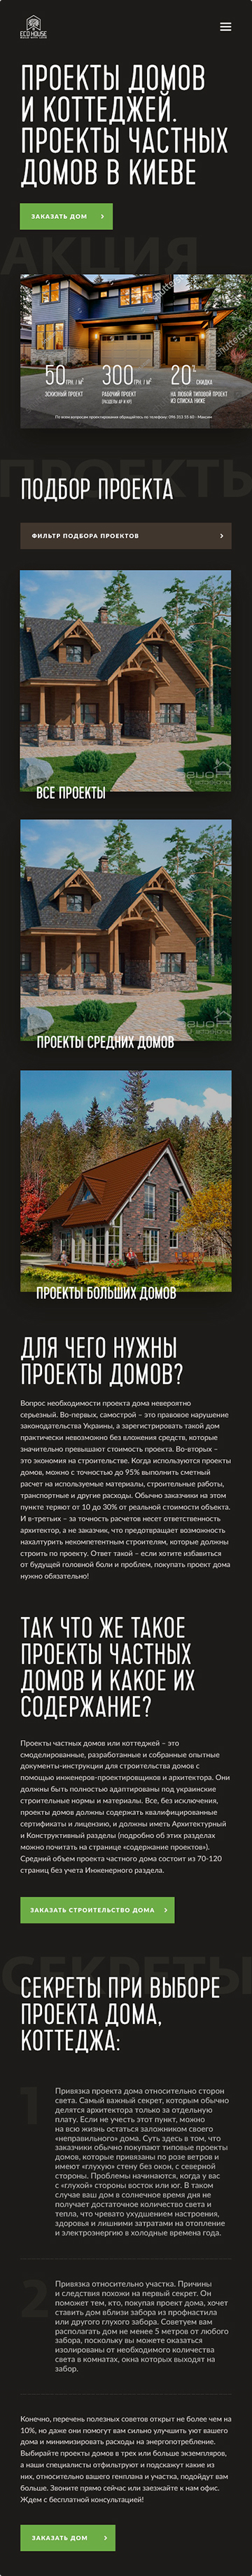 ECO HOUSE
ПРОЕКТЫ ДОМОВ
И КОТТЕДЖЕЙ.
ПРОЕКТЫ ЧАСТНЫХ
ДОМОВ В КИЕВЕ
ЗАКАЗАТЬ ДОМ
АКЦИЯ
50 ГРН. / М²
ЭСКИЗНЫЙ ПРОЕКТ
300 ГРН. / М²
РАБОЧИЙ ПРОЕКТ
(РАЗДЕЛЫ АР И КР)
20% СКИДКА
НА ЛЮБОЙ ТИПОВОЙ ПРОЕКТ
ИЗ СПИСКА НИЖЕ
ПРОЕКТЫ
ПОДБОР ПРОЕКТА
ФИЛЬТР ПОДБОРА ПРОЕКТОВ
ВСЕ ПРОЕКТЫ
ПРОЕКТЫ СРЕДНИХ ДОМОВ
ПРОЕКТЫ БОЛЬШИХ ДОМОВ
ДЛЯ ЧЕГО НУЖНЫ
ПРОЕКТЫ ДОМОВ?
Вопрос необходимости проекта дома невероятно
серьезный. Во-первых, самострой – это правовое нарушение
законодательства Украины, а зарегистрировать такой дом
практически невозможно без вложения средств, которые
значительно превышают стоимость проекта. Во-вторых –
это экономия на строительстве. Когда используются проекты
домов, можно с точностью до 95% выполнить сметный
расчет на используемые материалы, строительные работы,
транспортные и другие расходы. Обычно заказчики на этом
пункте теряют от 10 до 30% от реальной стоимости объекта.
И в-третьих – за точность расчетов несет ответственность
архитектор, а не заказчик, что предотвращает возможность
нахалтурить некомпетентным строителям, которые должны
строить по проекту. Ответ такой – если хотите избавиться
от будущей головной боли и проблем, покупать проект дома
нужно обязательно!
ТАК ЧТО ЖЕ ТАКОЕ
ПРОЕКТЫ ЧАСТНЫХ
ДОМОВ И КАКОЕ ИХ
СОДЕРЖАНИЕ?
Проекты частных домов или коттеджей – это
смоделированные, разработанные и собранные опытные
документы-инструкции для строительства домов с
помощью инженеров-проектировщиков и архитектора. Они
должны быть полностью адаптированы под украинские
строительные нормы и материалы. Все, без исключения,
проекты домов должны содержать квалифицированные
сертификаты и лицензию, и должны иметь Архитектурный
и Конструктивный разделы (подробно об этих разделах
можно почитать на странице «содержание проектов»).
Средний объем проекта частного дома состоит из 70-120
страниц без учета Инженерного раздела.
ЗАКАЗАТЬ СТРОИТЕЛЬСТВО ДОМА
СЕКРЕТЫ
СЕКРЕТЫ ПРИ ВЫБОРЕ
ПРОЕКТА ДОМА,
КОТТЕДЖА:
1
Привязка проекта дома относительно сторон
света. Самый важный секрет, которым обычно
делятся архитектора только за отдельную
плату. Если не учесть этот пункт, можно
на всю жизнь остаться заложником своего
«неправильного» дома. Суть здесь в том, что
заказчики обычно покупают типовые проекты
домов, которые привязаны по розе ветров и
имеют «глухую» стену без окон, с северной
стороны. Проблемы начинаются, когда у вас
с «глухой» стороны восток или юг. В таком
случае ваш дом в солнечное время дня не
получает достаточное количество света и
тепла, что чревато ухудшением настроения,
здоровья и лишними затратами на отопление
и электроэнергию в холодные времена года.
2
Привязка относительно участка. Причины
и следствия похожи на первый секрет. Он
поможет тем, кто, покупая проект дома, хочет
ставить дом вблизи забора из профнастила
или другого глухого забора. Советуем вам
располагать дом не менее 5 метров от любого
забора, поскольку вы можете оказаться
изолированы от необходимого количества
света в комнатах, окна которых выходят на
забор.
Конечно, перечень полезных советов открыт не более чем на
10%, но даже они помогут вам сильно улучшить уют вашего
дома и минимизировать расходы на энергопотребление.
Выбирайте проекты домов в трех или больше экземплярах,
а наши специалисты отфильтруют и подскажут какие из
них, относительно вашего генплана и участка, подойдут вам
больше. Звоните прямо сейчас или заезжайте к нам офис.
Ждем с бесплатной консультацией!
ЗАКАЗАТЬ ДОМ